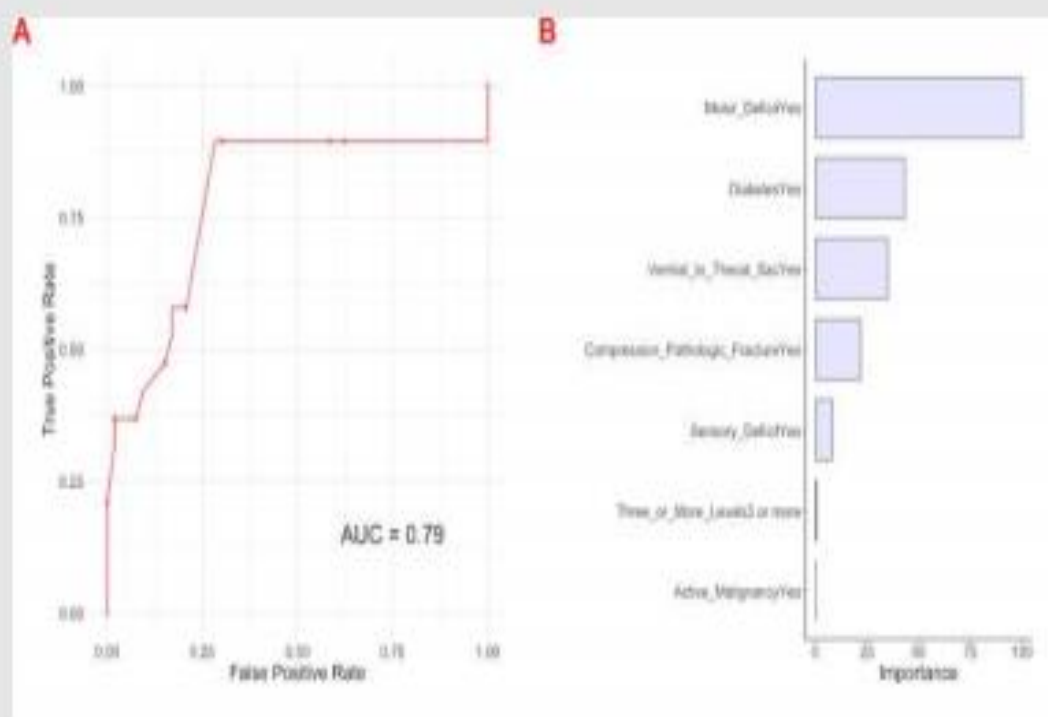 A
1.00
0.75
0.50
0.25
0.00
True Positive Rate
AUC = 0.79
0.00 0.25 0.50 0.75 1.00
False Positive Rate
B
Motor_DeficitYes
DiabetesYes
Ventral_to_Thecal_SacYes
Compression_Pathologic_FractureYes
Sensory_DeficitYes
Three_or_More_Levels3 or more
Active_MalignancyYes
0 25 50 75 100
Importance